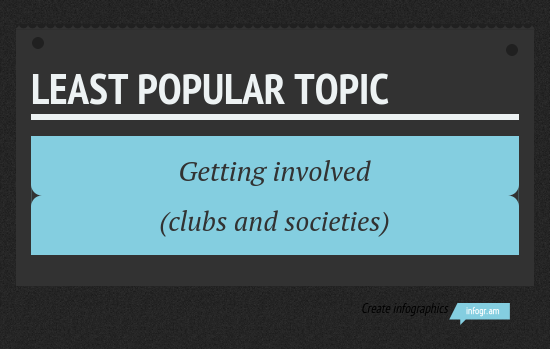 LEAST POPULAR TOPIC
Getting involved
(clubs and societies)
Create infographics infogr.am